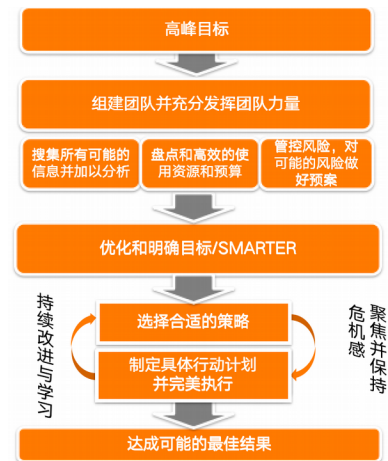 高峰目标
组建团队并充分发挥团队力量
搜集所有可能的
信息并加以分析
盘点和高效的使
用资源和预算
管控风险，对
可能的风险做
好预案
优化和明确目标/SMARTER
持续改进与学习
选择合适的策略
制定具体行动计划
并完美执行
聚焦并保持
危机感
达成可能的最佳结果